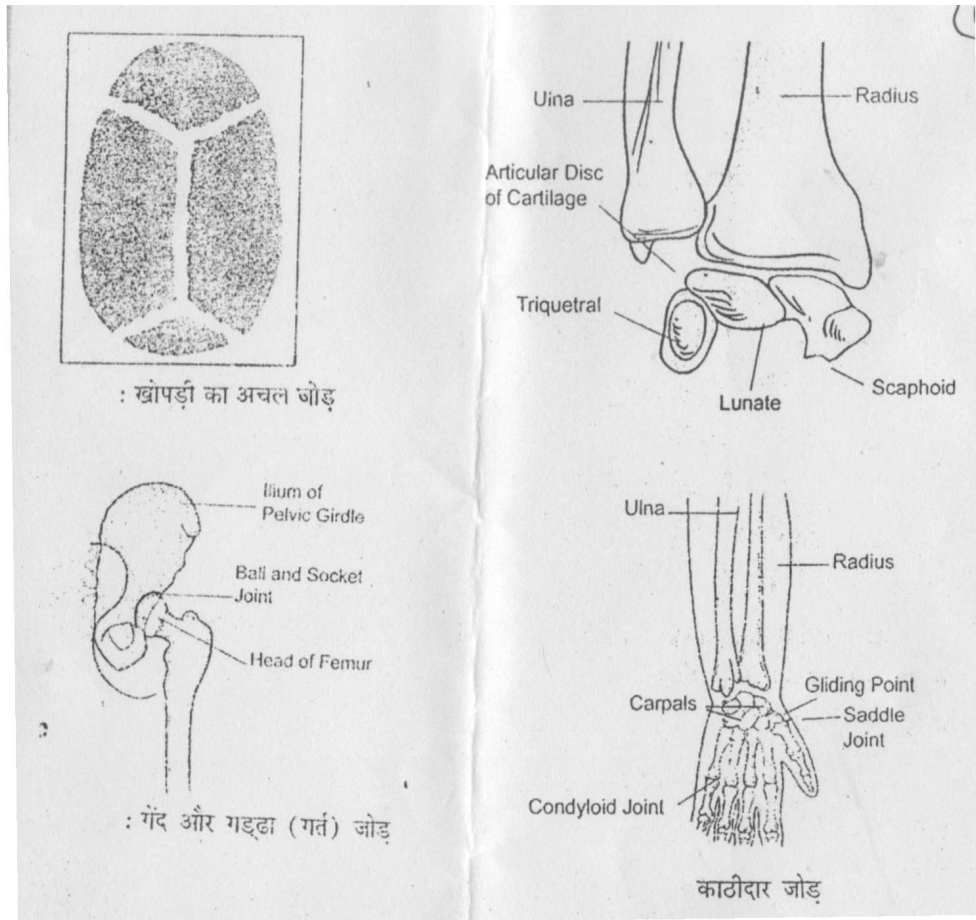 : खोपड़ी का अचल जोड़
Ilium of
Pelvic Girdle
Ball and Socket
Joint
Head of Femur
: गेंद और गड्ढा (गर्त) जोड़
Ulna
Radius
Articular Disc
of Cartilage
Triquetral
Lunate
Scaphoid
Ulna
Radius
Carpals
Gliding Point
Saddle
Joint
Condyloid Joint
काठीदार जोड़